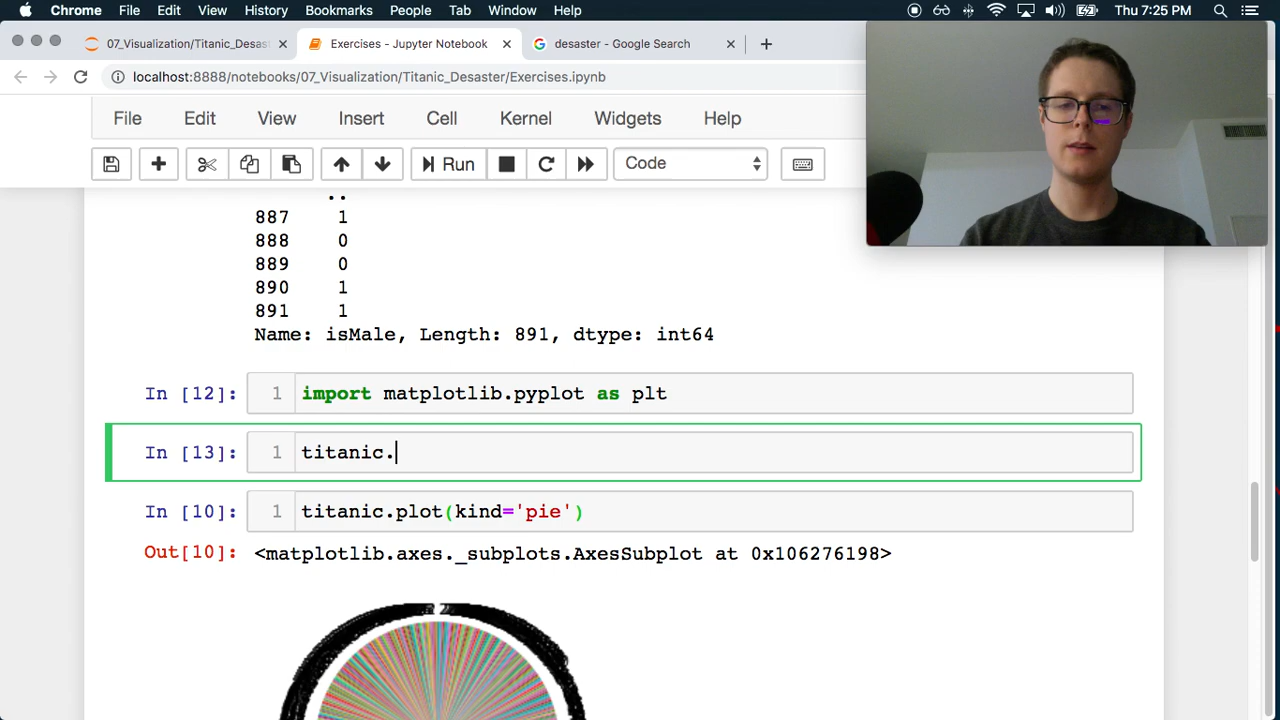 Chrome File Edit View History Bookmarks People Tab Window Help Thu 7:25 PM
07_Visualization/Titanic_Desast
Exercises - Jupyter Notebook
desaster - Google Search
localhost:8888/notebooks/07_Visualization/Titanic_Desaster/Exercises.ipynb
File Edit View Insert Cell Kernel Widgets Help
Run Code
..
887 1
888 0
889 0
890 1
891 1
Name: isMale, Length: 891, dtype: int64
In [12]: 1 import matplotlib.pyplot as plt
In [13]: 1 titanic.
In [10]: 1 titanic.plot(kind='pie')
Out[10]: <matplotlib.axes._subplots.AxesSubplot at 0x106276198>